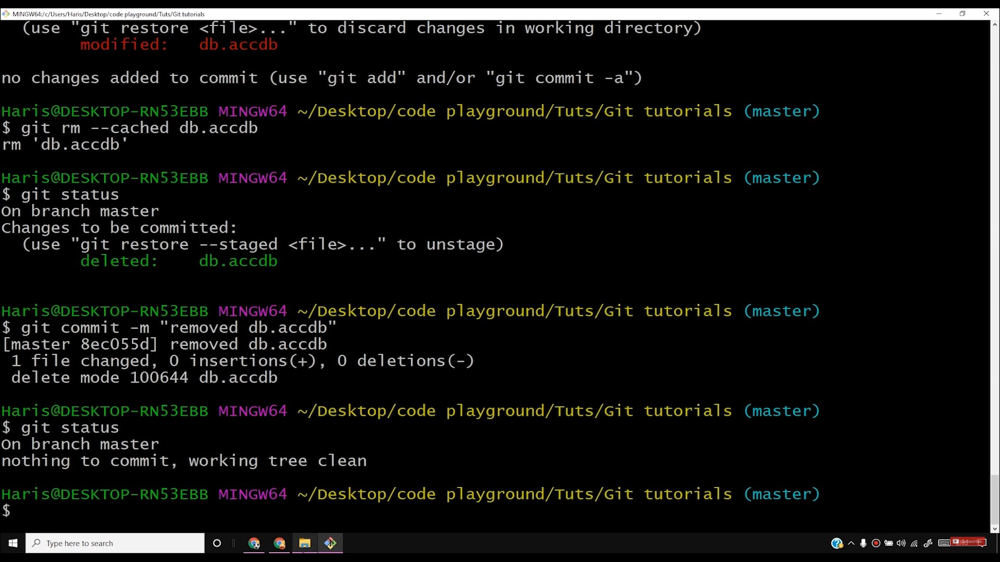 MINGW64:/c/Users/Haris/Desktop/code playground/Tuts/Git tutorials
(use "git restore <file>..." to discard changes in working directory)
modified:   db.accdb
no changes added to commit (use "git add" and/or "git commit -a")
Haris@DESKTOP-RN53EBB MINGW64 ~/Desktop/code playground/Tuts/Git tutorials (master)
$ git rm --cached db.accdb
rm 'db.accdb'
Haris@DESKTOP-RN53EBB MINGW64 ~/Desktop/code playground/Tuts/Git tutorials (master)
$ git status
On branch master
Changes to be committed:
(use "git restore --staged <file>..." to unstage)
deleted:    db.accdb
Haris@DESKTOP-RN53EBB MINGW64 ~/Desktop/code playground/Tuts/Git tutorials (master)
$ git commit -m "removed db.accdb"
[master 8ec055d] removed db.accdb
1 file changed, 0 insertions(+), 0 deletions(-)
delete mode 100644 db.accdb
Haris@DESKTOP-RN53EBB MINGW64 ~/Desktop/code playground/Tuts/Git tutorials (master)
$ git status
On branch master
nothing to commit, working tree clean
Haris@DESKTOP-RN53EBB MINGW64 ~/Desktop/code playground/Tuts/Git tutorials (master)
$
Type here to search
Subscribe